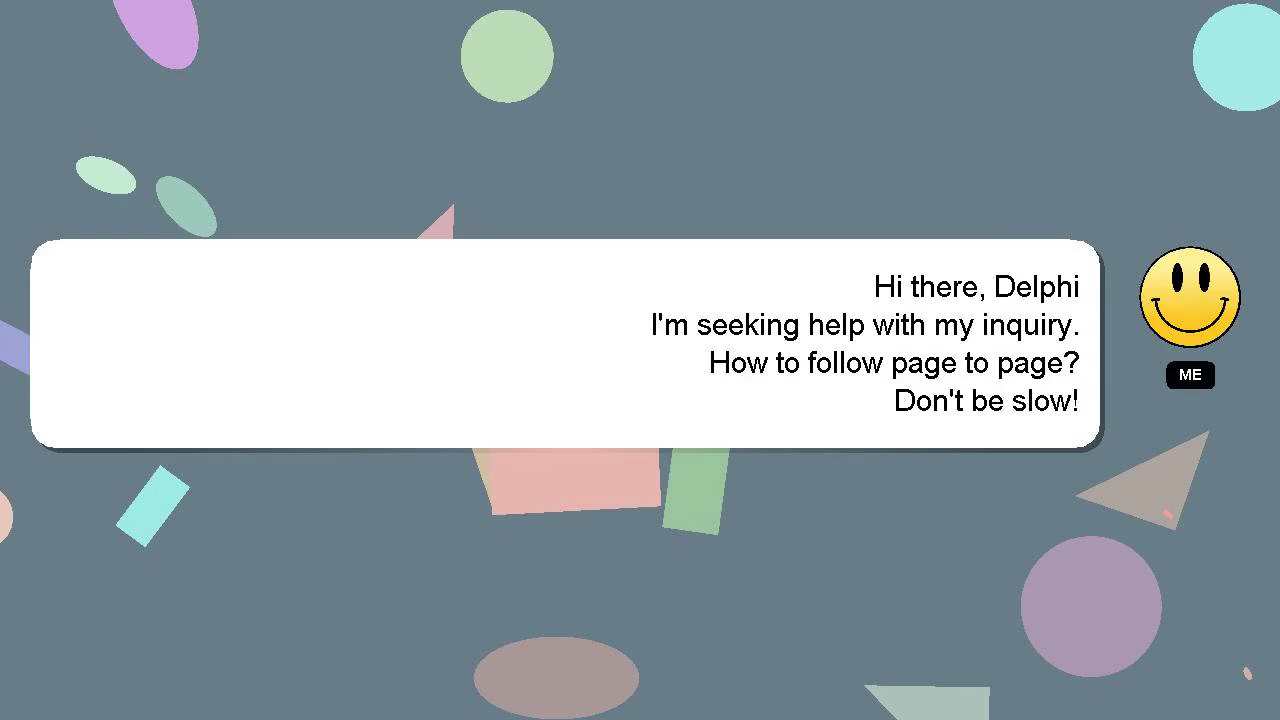 Hi there, Delphi
I'm seeking help with my inquiry.
How to follow page to page?
Don't be slow!
ME